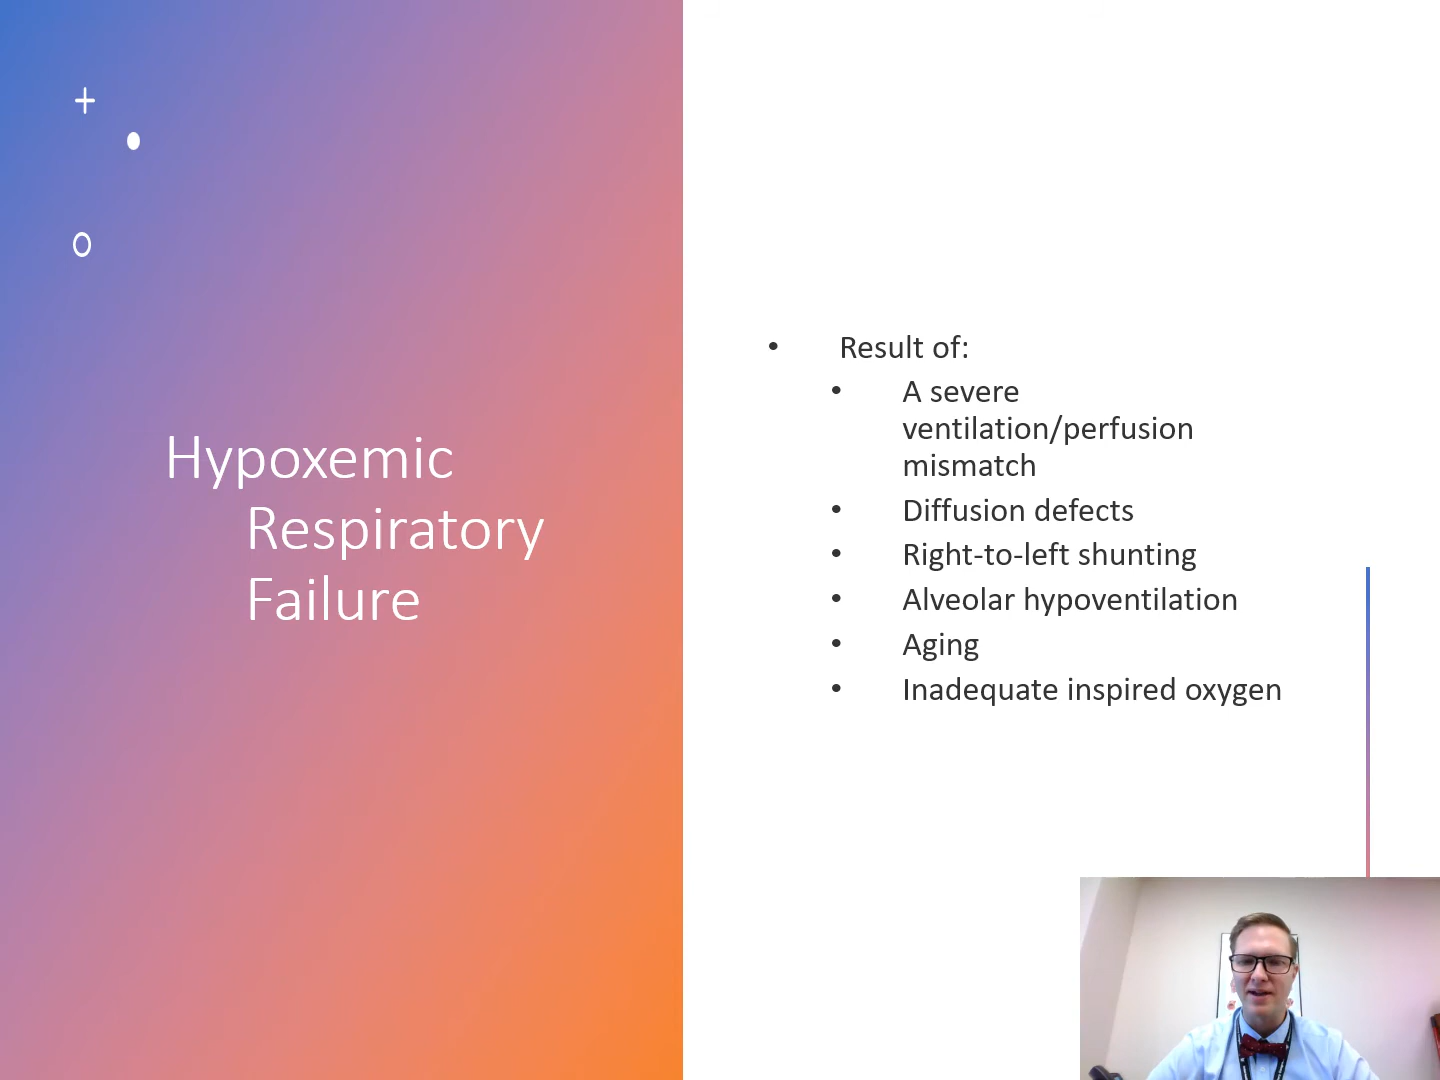 Hypoxemic
Respiratory
Failure
• Result of:
• A severe
ventilation/perfusion
mismatch
• Diffusion defects
• Right-to-left shunting
• Alveolar hypoventilation
• Aging
• Inadequate inspired oxygen